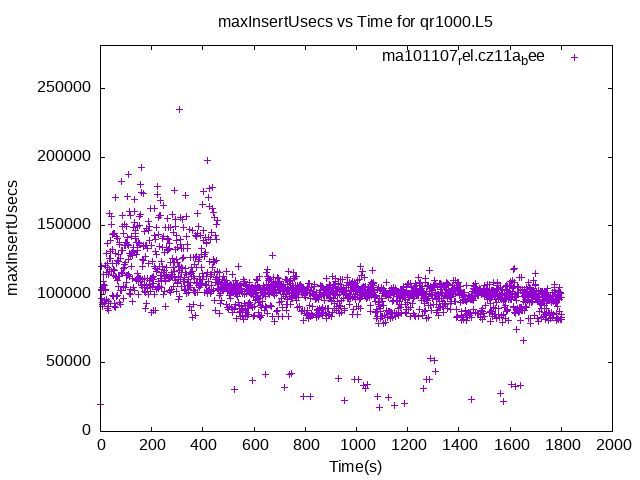 maxInsertUsecs vs Time for qr1000.L5
ma101107rel.cz11abee
250000
200000
150000
100000
50000
0
maxInsertUsecs
0 200 400 600 800 1000 1200 1400 1600 1800 2000
Time(s)